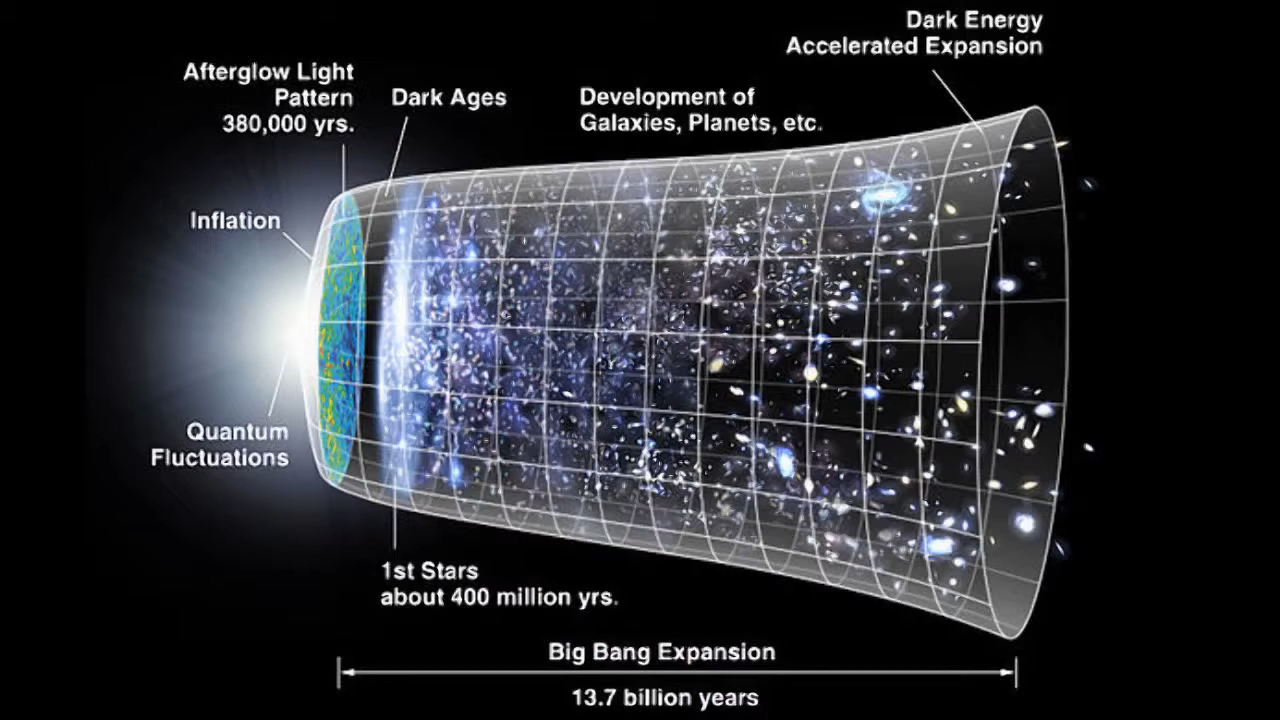 Dark Energy
Accelerated Expansion
Afterglow Light
Pattern
380,000 yrs.
Dark Ages
Development of
Galaxies, Planets, etc.
Inflation
Quantum
Fluctuations
1st Stars
about 400 million yrs.
Big Bang Expansion
13.7 billion years